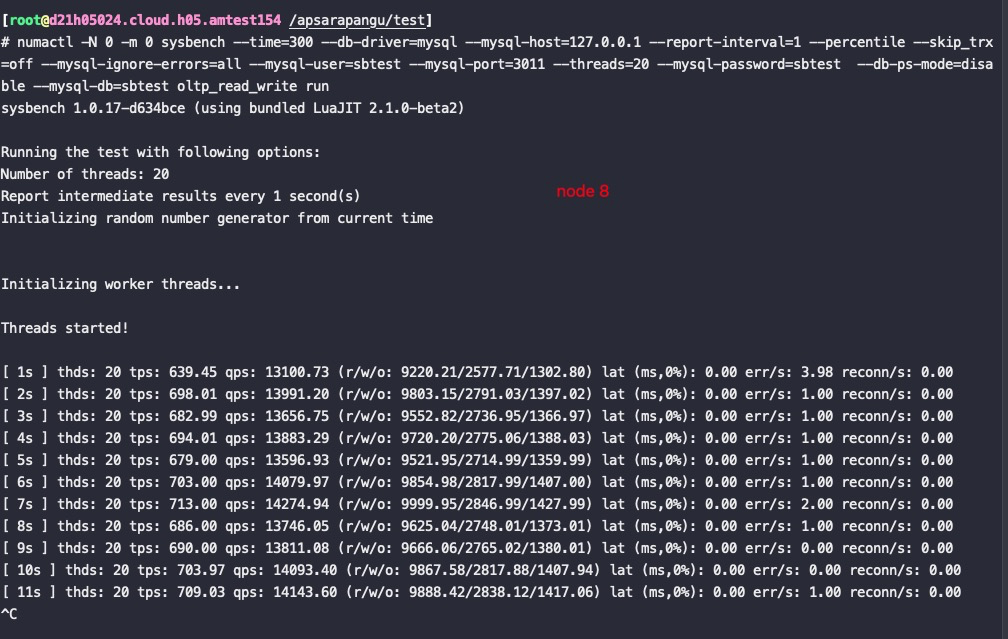 [root@d21h05024.cloud.h05.amtest154 /apsarapangu/test]
# numactl -N 0 -m 0 sysbench --time=300 --db-driver=mysql --mysql-host=127.0.0.1 --report-interval=1 --percentile --skip_trx
=off --mysql-ignore-errors=all --mysql-user=sbtest --mysql-port=3011 --threads=20 --mysql-password=sbtest  --db-ps-mode=disa
ble --mysql-db=sbtest oltp_read_write run
sysbench 1.0.17-d634bce (using bundled LuaJIT 2.1.0-beta2)
Running the test with following options:
Number of threads: 20
Report intermediate results every 1 second(s)
node 8
Initializing random number generator from current time
Initializing worker threads...
Threads started!
[ 1s ] thds: 20 tps: 639.45 qps: 13100.73 (r/w/o: 9220.21/2577.71/1302.80) lat (ms,0%): 0.00 err/s: 3.98 reconn/s: 0.00
[ 2s ] thds: 20 tps: 698.01 qps: 13991.20 (r/w/o: 9803.15/2791.03/1397.02) lat (ms,0%): 0.00 err/s: 1.00 reconn/s: 0.00
[ 3s ] thds: 20 tps: 682.99 qps: 13656.75 (r/w/o: 9552.82/2736.95/1366.97) lat (ms,0%): 0.00 err/s: 1.00 reconn/s: 0.00
[ 4s ] thds: 20 tps: 694.01 qps: 13883.29 (r/w/o: 9720.20/2775.06/1388.03) lat (ms,0%): 0.00 err/s: 1.00 reconn/s: 0.00
[ 5s ] thds: 20 tps: 679.00 qps: 13596.93 (r/w/o: 9521.95/2714.99/1359.99) lat (ms,0%): 0.00 err/s: 1.00 reconn/s: 0.00
[ 6s ] thds: 20 tps: 703.00 qps: 14079.97 (r/w/o: 9854.98/2817.99/1407.00) lat (ms,0%): 0.00 err/s: 1.00 reconn/s: 0.00
[ 7s ] thds: 20 tps: 713.00 qps: 14274.94 (r/w/o: 9999.95/2846.99/1427.99) lat (ms,0%): 0.00 err/s: 2.00 reconn/s: 0.00
[ 8s ] thds: 20 tps: 686.00 qps: 13746.05 (r/w/o: 9625.04/2748.01/1373.01) lat (ms,0%): 0.00 err/s: 1.00 reconn/s: 0.00
[ 9s ] thds: 20 tps: 690.00 qps: 13811.08 (r/w/o: 9666.06/2765.02/1380.01) lat (ms,0%): 0.00 err/s: 0.00 reconn/s: 0.00
[ 10s ] thds: 20 tps: 703.97 qps: 14093.40 (r/w/o: 9867.58/2817.88/1407.94) lat (ms,0%): 0.00 err/s: 0.00 reconn/s: 0.00
[ 11s ] thds: 20 tps: 709.03 qps: 14143.60 (r/w/o: 9888.42/2838.12/1417.06) lat (ms,0%): 0.00 err/s: 1.00 reconn/s: 0.00
^C